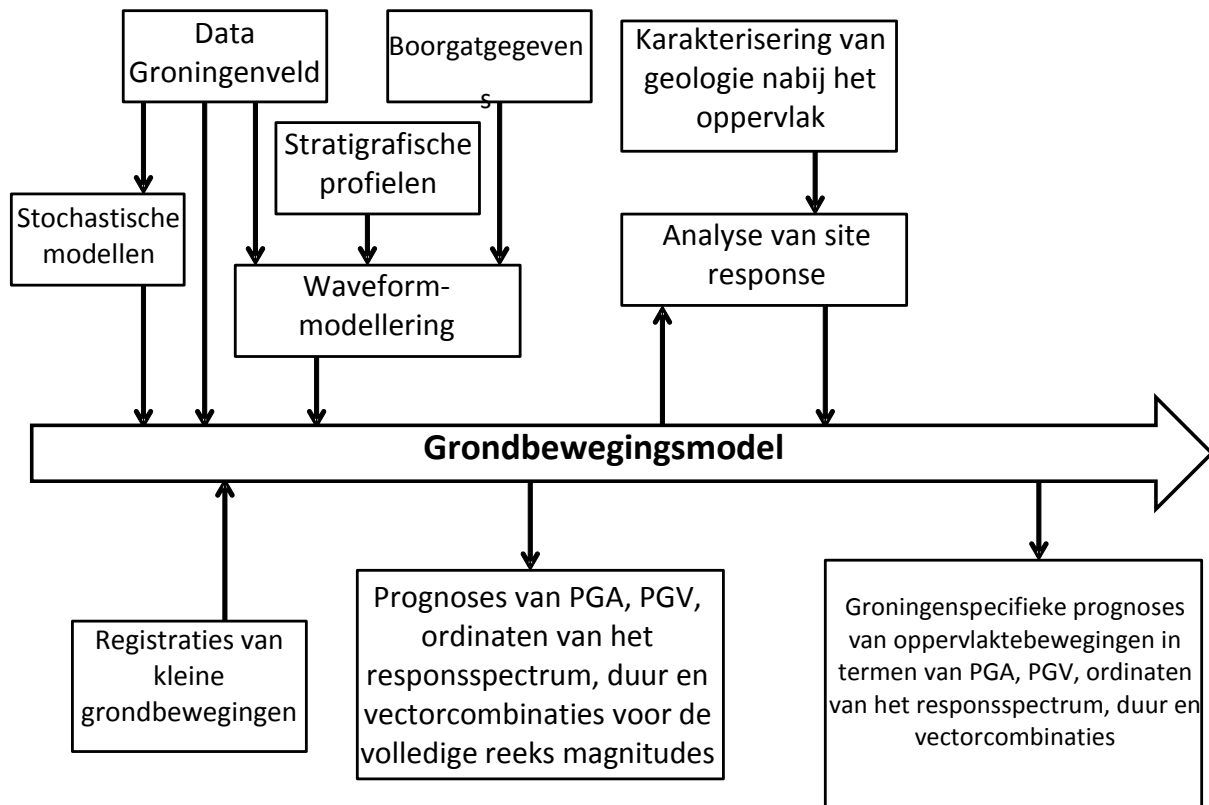 Data
Groningenveld
Boorgatgegeven
s
Karakterisering van
geologie nabij het
oppervlak
Stratigrafische
profielen
Stochastische
modellen
Analyse van site
response
Waveform-
modellering
Grondbewegingsmodel
Registraties van
kleine
grondbewegingen
Prognoses van PGA, PGV,
ordinaten van het
responsspectrum, duur en
vectorcombinaties voor de
volledige reeks magnitudes
Groningenspecifieke prognoses
van oppervlaktebewegingen in
termen van PGA, PGV, ordinaten
van het responsspectrum, duur en
vectorcombinaties